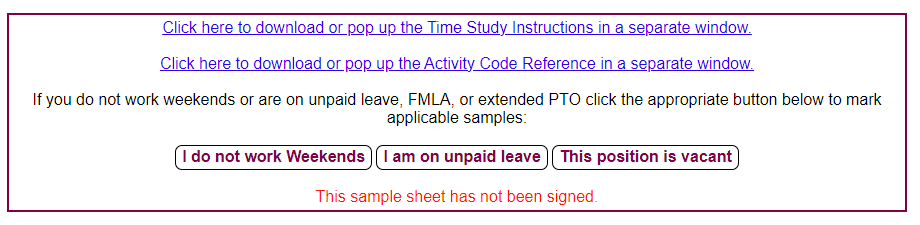 Click here to download or pop up the Time Study Instructions in a separate window.
Click here to download or pop up the Activity Code Reference in a separate window.
If you do not work weekends or are on unpaid leave, FMLA, or extended PTO click the appropriate button below to mark
applicable samples:
I do not work Weekends I am on unpaid leave This position is vacant
This sample sheet has not been signed.